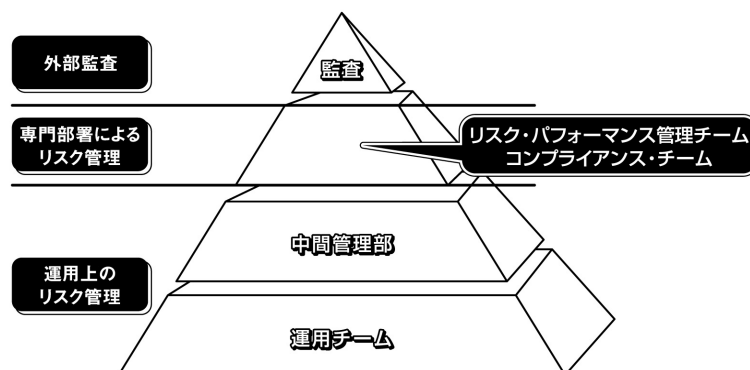 外部監査
監査
専門部署による
リスク管理
リスク・パフォーマンス管理チーム
コンプライアンス・チーム
中間管理部
運用上の
リスク管理
運用チーム